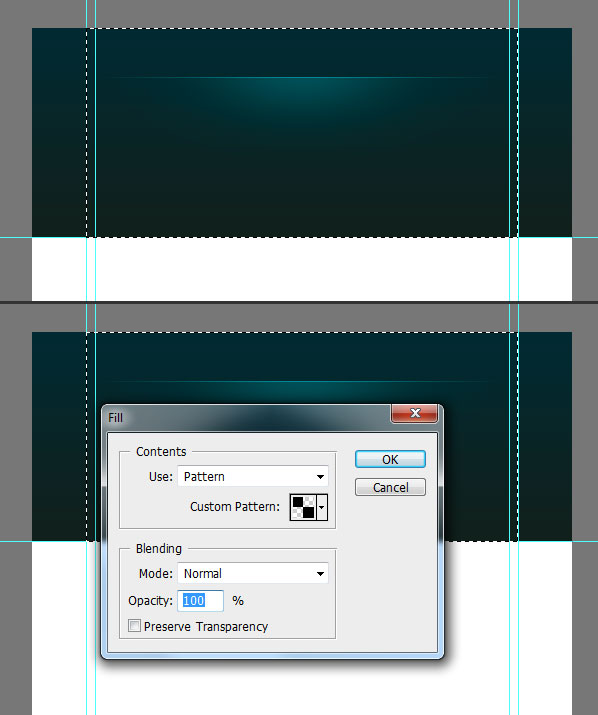 Fill
Contents
OK
Use: Pattern
Cancel
Custom Pattern:
Blending
Mode: Normal
Opacity: 100 %
Preserve Transparency